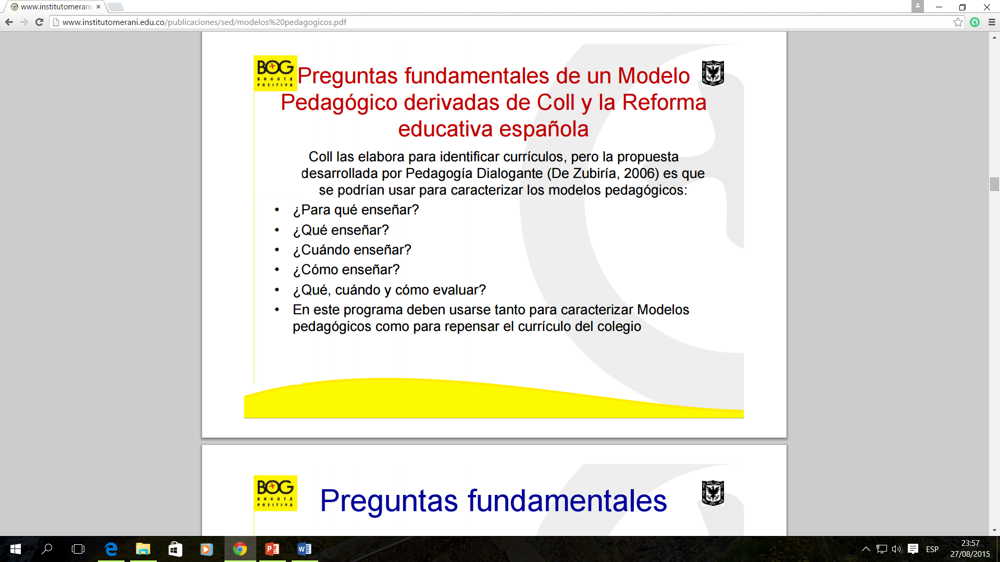 www.institutomerani
www.institutomerani.edu.co/publicaciones/sed/modelos%20pedagogicos.pdf
BOG
BOGOTÁ
POSITIVA
Preguntas fundamentales de un Modelo
Pedagógico derivadas de Coll y la Reforma
educativa española
Coll las elabora para identificar currículos, pero la propuesta
desarrollada por Pedagogía Dialogante (De Zubiría, 2006) es que
se podrían usar para caracterizar los modelos pedagógicos:
• ¿Para qué enseñar?
• ¿Qué enseñar?
• ¿Cuándo enseñar?
• ¿Cómo enseñar?
• ¿Qué, cuándo y cómo evaluar?
• En este programa deben usarse tanto para caracterizar Modelos
pedagógicos como para repensar el currículo del colegio
BOG
BOGOTÁ
POSITIVA
Preguntas fundamentales
ESP
23:57
27/08/2015